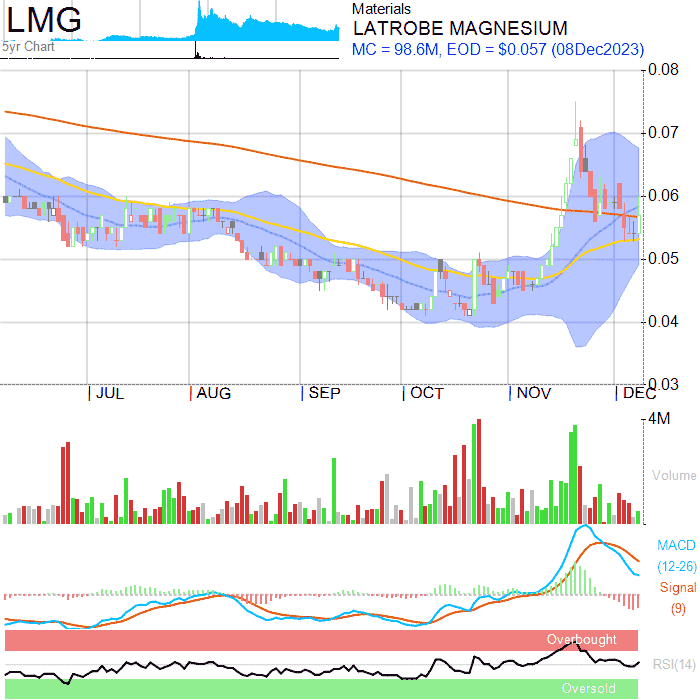 LMG
5yr Chart
Materials
LATROBE MAGNESIUM
MC = 98.6M, EOD = $0.057 (08Dec2023)
0.08
0.07
0.06
0.05
0.04
0.03
JUL AUG SEP OCT NOV DEC
4M
Volume
MACD
(12-26)
Signal
(9)
Overbought
RSI(14)
Oversold